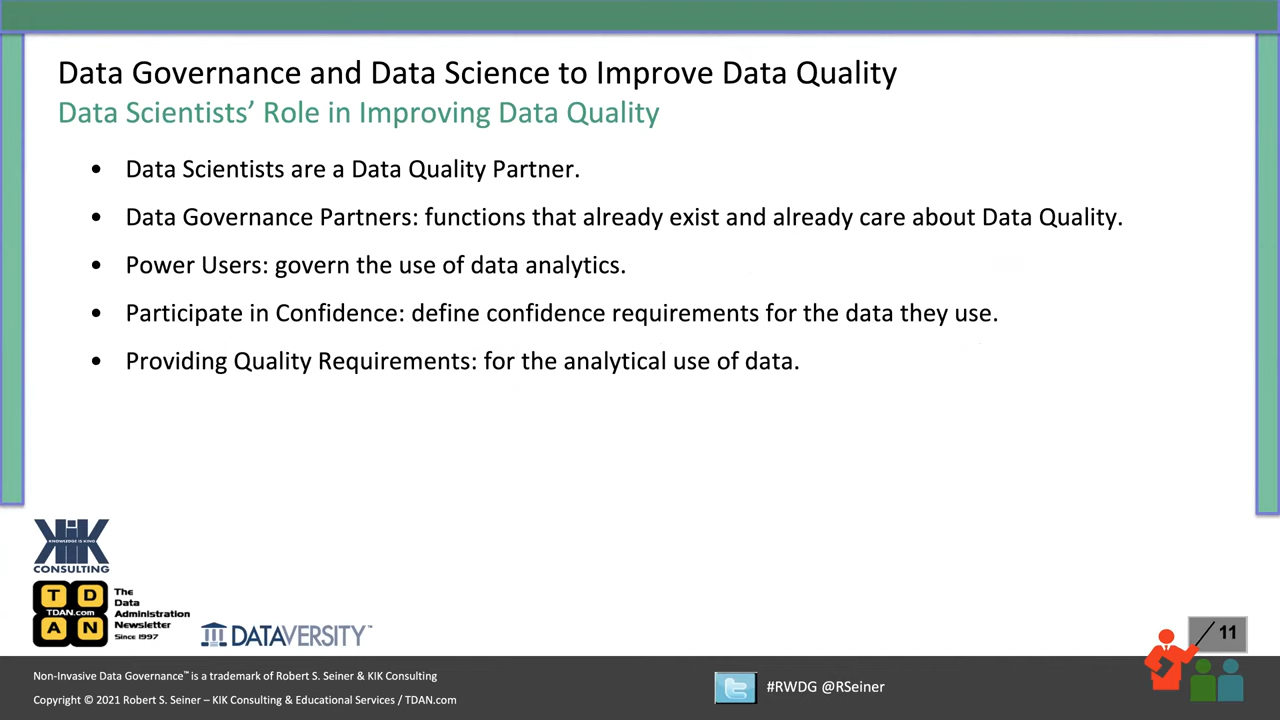 Data Governance and Data Science to Improve Data Quality
Data Scientists’ Role in Improving Data Quality
• Data Scientists are a Data Quality Partner.
• Data Governance Partners: functions that already exist and already care about Data Quality.
• Power Users: govern the use of data analytics.
• Participate in Confidence: define confidence requirements for the data they use.
• Providing Quality Requirements: for the analytical use of data.
KIK
KNOWLEDGE IS KING
CONSULTING
T D
TDAN.com
A N
The
Data
Administration
Newsletter
Since 1997
DATAVERSITY™
11
Non-Invasive Data Governance™ is a trademark of Robert S. Seiner & KIK Consulting
Copyright © 2021 Robert S. Seiner – KIK Consulting & Educational Services / TDAN.com
#RWDG @RSeiner